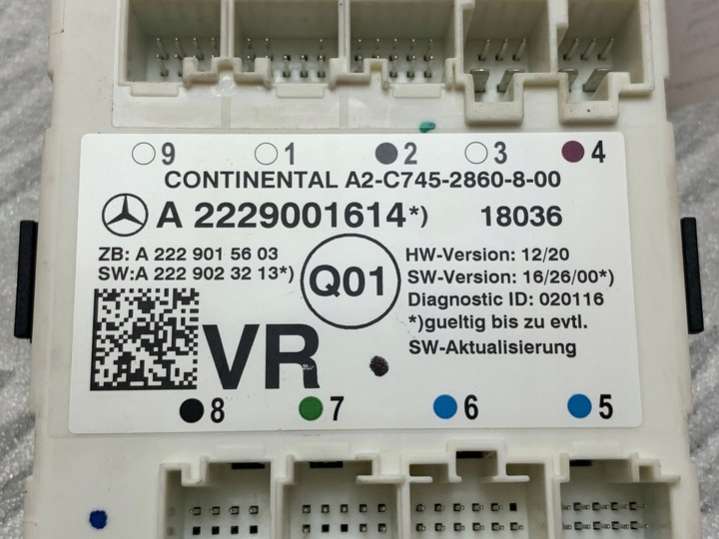 9 1 2 3 4
CONTINENTAL A2-C745-2860-8-00
A 2229001614*) 18036
ZB: A 222 901 56 03
SW:A 222 902 32 13*)
Q01
HW-Version: 12/20
SW-Version: 16/26/00*)
Diagnostic ID: 020116
*)gueltig bis zu evtl.
SW-Aktualisierung
VR
8 7 6 5